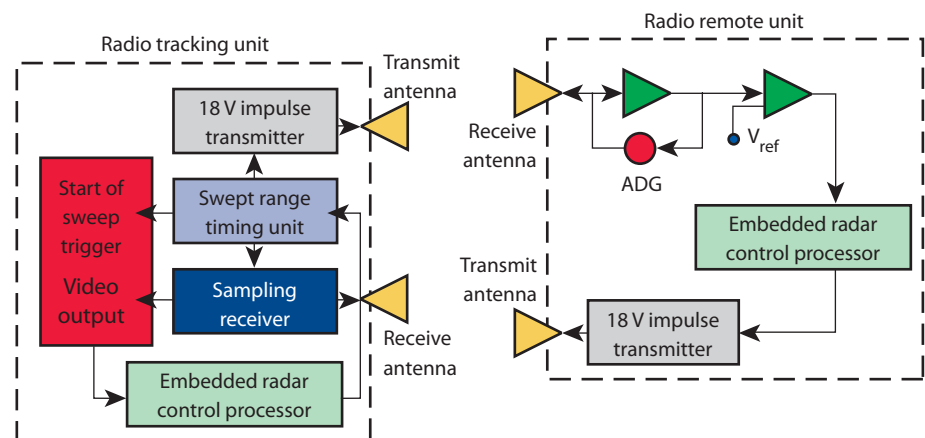 Radio tracking unit
Transmit
antenna
18 V impulse
transmitter
Start of
sweep
trigger
Swept range
timing unit
Video
output
Sampling
receiver
Receive
antenna
Embedded radar
control processor
Radio remote unit
Receive
antenna
ADG
Vref
Embedded radar
control processor
Transmit
antenna
18 V impulse
transmitter